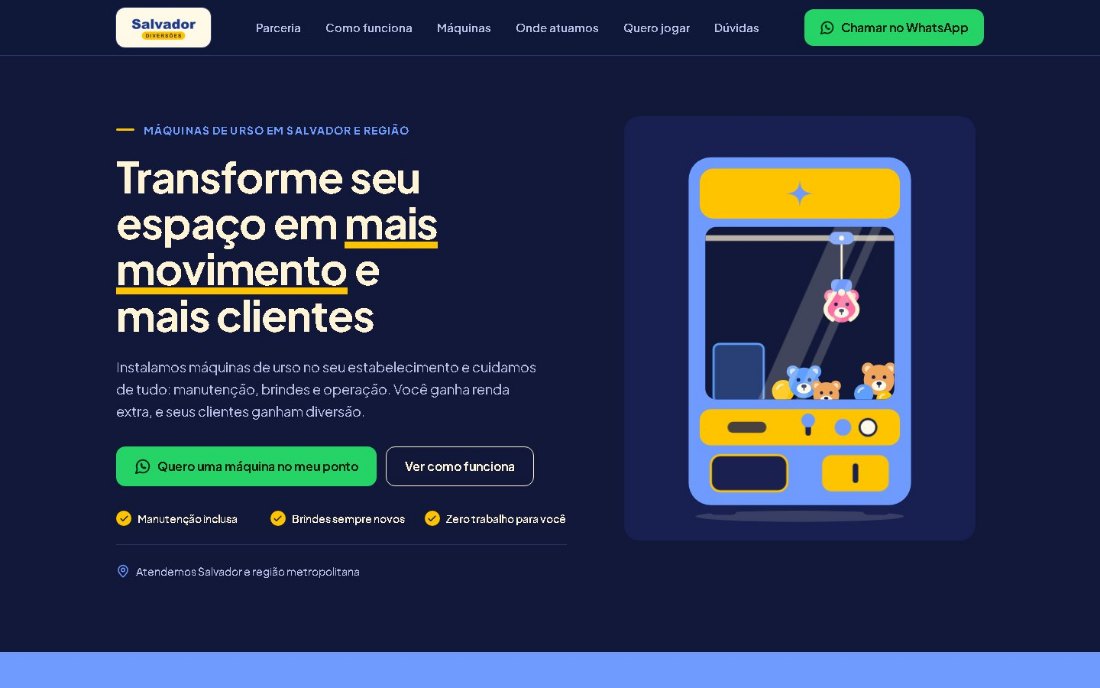 Salvador
DIVERSÕES
Parceria
Como funciona
Máquinas
Onde atuamos
Quero jogar
Dúvidas
Chamar no WhatsApp
MÁQUINAS DE URSO EM SALVADOR E REGIÃO
Transforme seu
espaço em mais
movimento e
mais clientes
Instalamos máquinas de urso no seu estabelecimento e cuidamos
de tudo: manutenção, brindes e operação. Você ganha renda
extra, e seus clientes ganham diversão.
Quero uma máquina no meu ponto
Ver como funciona
Manutenção inclusa
Brindes sempre novos
Zero trabalho para você
Atendemos Salvador e região metropolitana